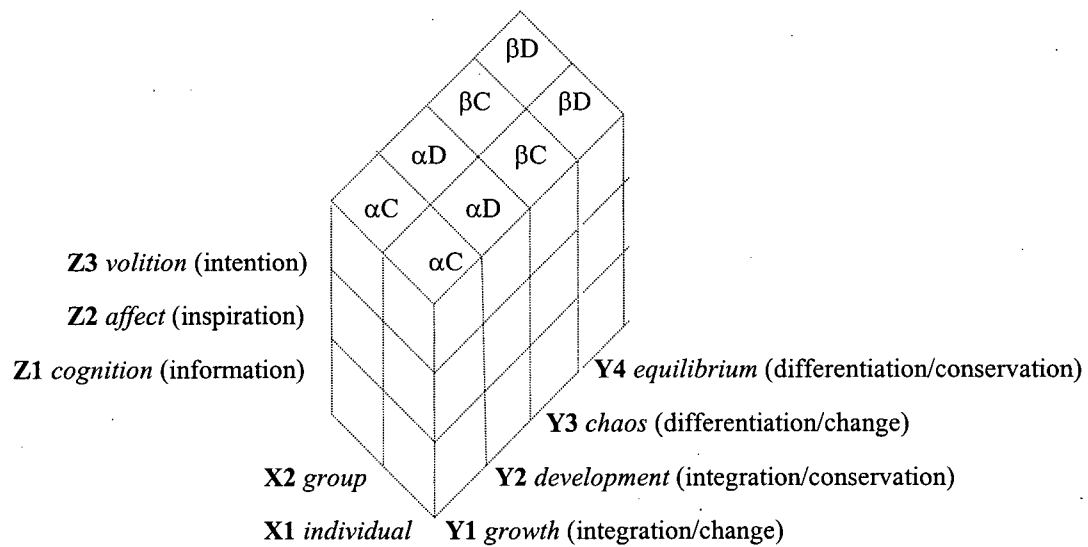 βD
βC βD
αD βC
αC αD
αC
Z3 volition (intention)
Z2 affect (inspiration)
Z1 cognition (information)
Y4 equilibrium (differentiation/conservation)
Y3 chaos (differentiation/change)
X2 group Y2 development (integration/conservation)
X1 individual Y1 growth (integration/change)